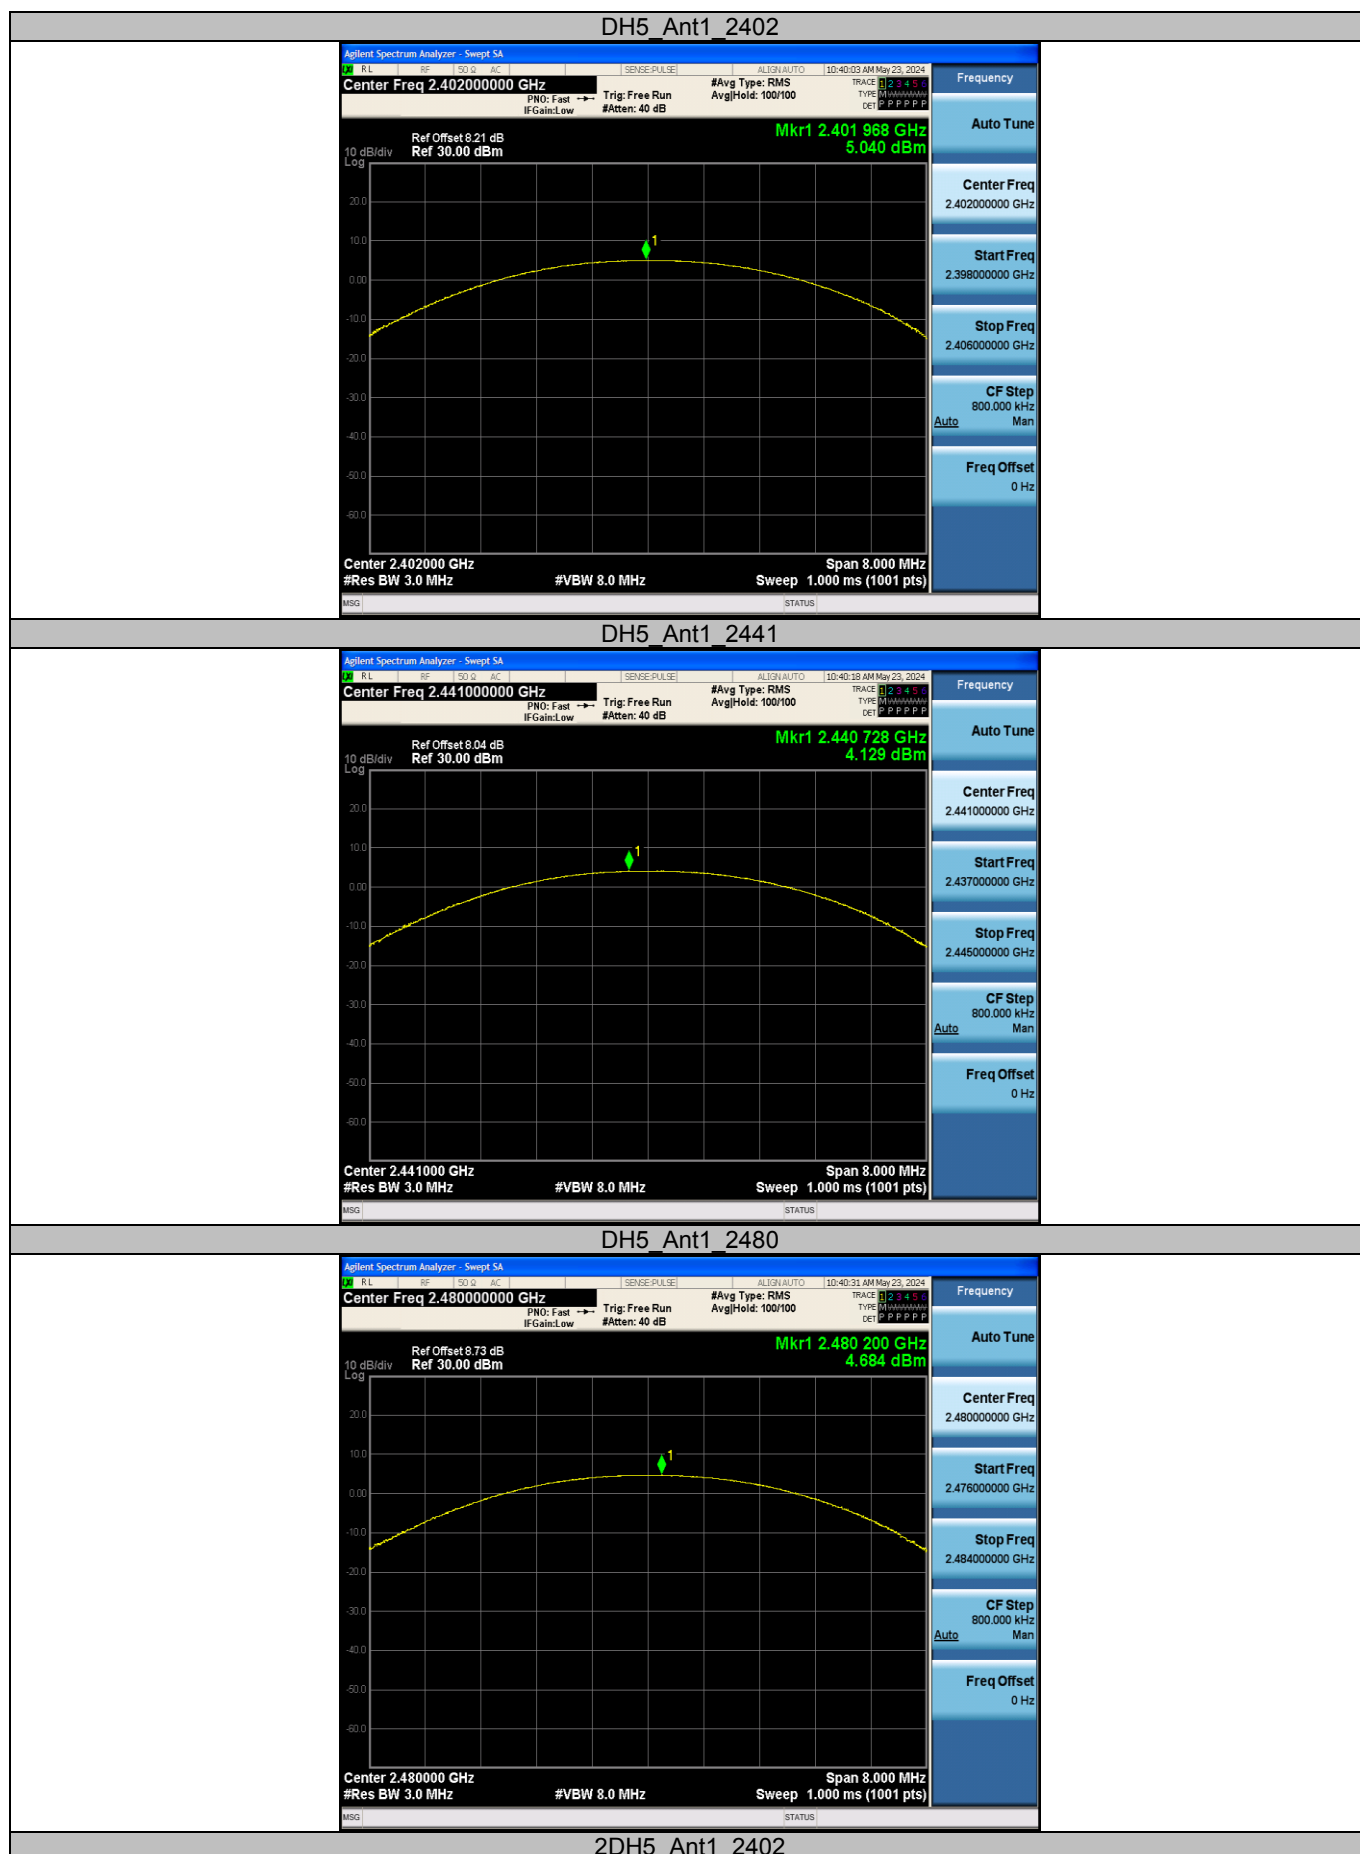 DH5_Ant1_2402
Agilent Spectrum Analyzer - Swept SA
RL RF 50 Ω AC SENSE:PULSE ALIGN AUTO 10:40:03 AM May 23, 2024
Center Freq 2.402000000 GHz
PNO: Fast
IFGain:Low
Trig: Free Run
#Atten: 40 dB
#Avg Type: RMS
Avg|Hold: 100/100
TRACE 1 2 3 4 5 6
TYPE M
DET P P P P P P
Frequency
Auto Tune
Mkr1 2.401 968 GHz
5.040 dBm
Ref Offset 8.21 dB
10 dB/div Ref 30.00 dBm
Log
20.0
10.0
0.00
-10.0
-20.0
-30.0
-40.0
-50.0
-60.0
1
Center Freq
2.402000000 GHz
Start Freq
2.398000000 GHz
Stop Freq
2.406000000 GHz
CF Step
800.000 kHz
Auto Man
Freq Offset
0 Hz
Center 2.402000 GHz Span 8.000 MHz
#Res BW 3.0 MHz #VBW 8.0 MHz Sweep 1.000 ms (1001 pts)
MSG STATUS
DH5_Ant1_2441
Agilent Spectrum Analyzer - Swept SA
RL RF 50 Ω AC SENSE:PULSE ALIGN AUTO 10:40:18 AM May 23, 2024
Center Freq 2.441000000 GHz
PNO: Fast
IFGain:Low
Trig: Free Run
#Atten: 40 dB
#Avg Type: RMS
Avg|Hold: 100/100
TRACE 1 2 3 4 5 6
TYPE M
DET P P P P P P
Frequency
Auto Tune
Mkr1 2.440 728 GHz
4.129 dBm
Ref Offset 8.04 dB
10 dB/div Ref 30.00 dBm
Log
20.0
10.0
0.00
-10.0
-20.0
-30.0
-40.0
-50.0
-60.0
1
Center Freq
2.441000000 GHz
Start Freq
2.437000000 GHz
Stop Freq
2.445000000 GHz
CF Step
800.000 kHz
Auto Man
Freq Offset
0 Hz
Center 2.441000 GHz Span 8.000 MHz
#Res BW 3.0 MHz #VBW 8.0 MHz Sweep 1.000 ms (1001 pts)
MSG STATUS
DH5_Ant1_2480
Agilent Spectrum Analyzer - Swept SA
RL RF 50 Ω AC SENSE:PULSE ALIGN AUTO 10:40:31 AM May 23, 2024
Center Freq 2.480000000 GHz
PNO: Fast
IFGain:Low
Trig: Free Run
#Atten: 40 dB
#Avg Type: RMS
Avg|Hold: 100/100
TRACE 1 2 3 4 5 6
TYPE M
DET P P P P P P
Frequency
Auto Tune
Mkr1 2.480 200 GHz
4.684 dBm
Ref Offset 8.73 dB
10 dB/div Ref 30.00 dBm
Log
20.0
10.0
0.00
-10.0
-20.0
-30.0
-40.0
-50.0
-60.0
1
Center Freq
2.480000000 GHz
Start Freq
2.476000000 GHz
Stop Freq
2.484000000 GHz
CF Step
800.000 kHz
Auto Man
Freq Offset
0 Hz
Center 2.480000 GHz Span 8.000 MHz
#Res BW 3.0 MHz #VBW 8.0 MHz Sweep 1.000 ms (1001 pts)
MSG STATUS
2DH5_Ant1_2402